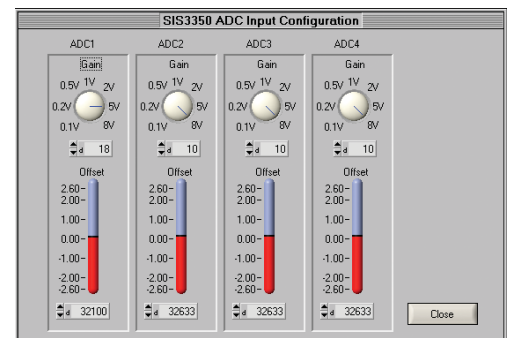 SIS3350 ADC Input Configuration
ADC1 ADC2 ADC3 ADC4
Gain Gain Gain Gain
0.5V 1V 2V 0.5V 1V 2V 0.5V 1V 2V 0.5V 1V 2V
0.2V 5V 0.2V 5V 0.2V 5V 0.2V 5V
0.1V 8V 0.1V 8V 0.1V 8V 0.1V 8V
d 18 d 10 d 10 d 10
Offset Offset Offset Offset
2.60 2.60 2.60 2.60
2.00 2.00 2.00 2.00
1.00 1.00 1.00 1.00
0.00 0.00 0.00 0.00
-1.00 -1.00 -1.00 -1.00
-2.00 -2.00 -2.00 -2.00
-2.60 -2.60 -2.60 -2.60
d 32100 d 32633 d 32633 d 32633 Close